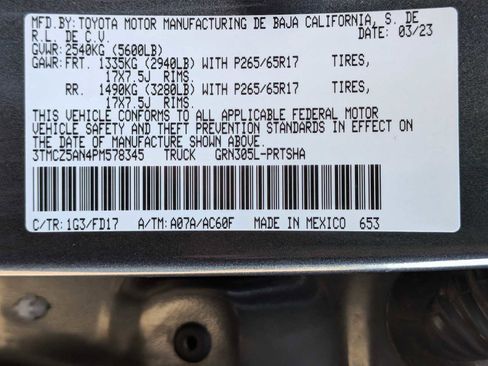 MFD.BY: TOYOTA MOTOR MANUFACTURING DE BAJA CALIFORNIA, S. DE
R.L. DE C.V. DATE: 03/23
GVWR: 2540KG (5600LB)
GAWR: FRT. 1335KG (2940LB) WITH P265/65R17 TIRES,
17X7.5J RIMS.
RR. 1490KG (3280LB) WITH P265/65R17 TIRES,
17X7.5J RIMS.
THIS VEHICLE CONFORMS TO ALL APPLICABLE FEDERAL MOTOR
VEHICLE SAFETY AND THEFT PREVENTION STANDARDS IN EFFECT ON
THE DATE OF MANUFACTURE SHOWN ABOVE.
3TMCZ5AN4PM578345 TRUCK GRN305L-PRTSHA
C/TR: 1G3/FD17 A/TM: A07A/AC60F MADE IN MEXICO 653